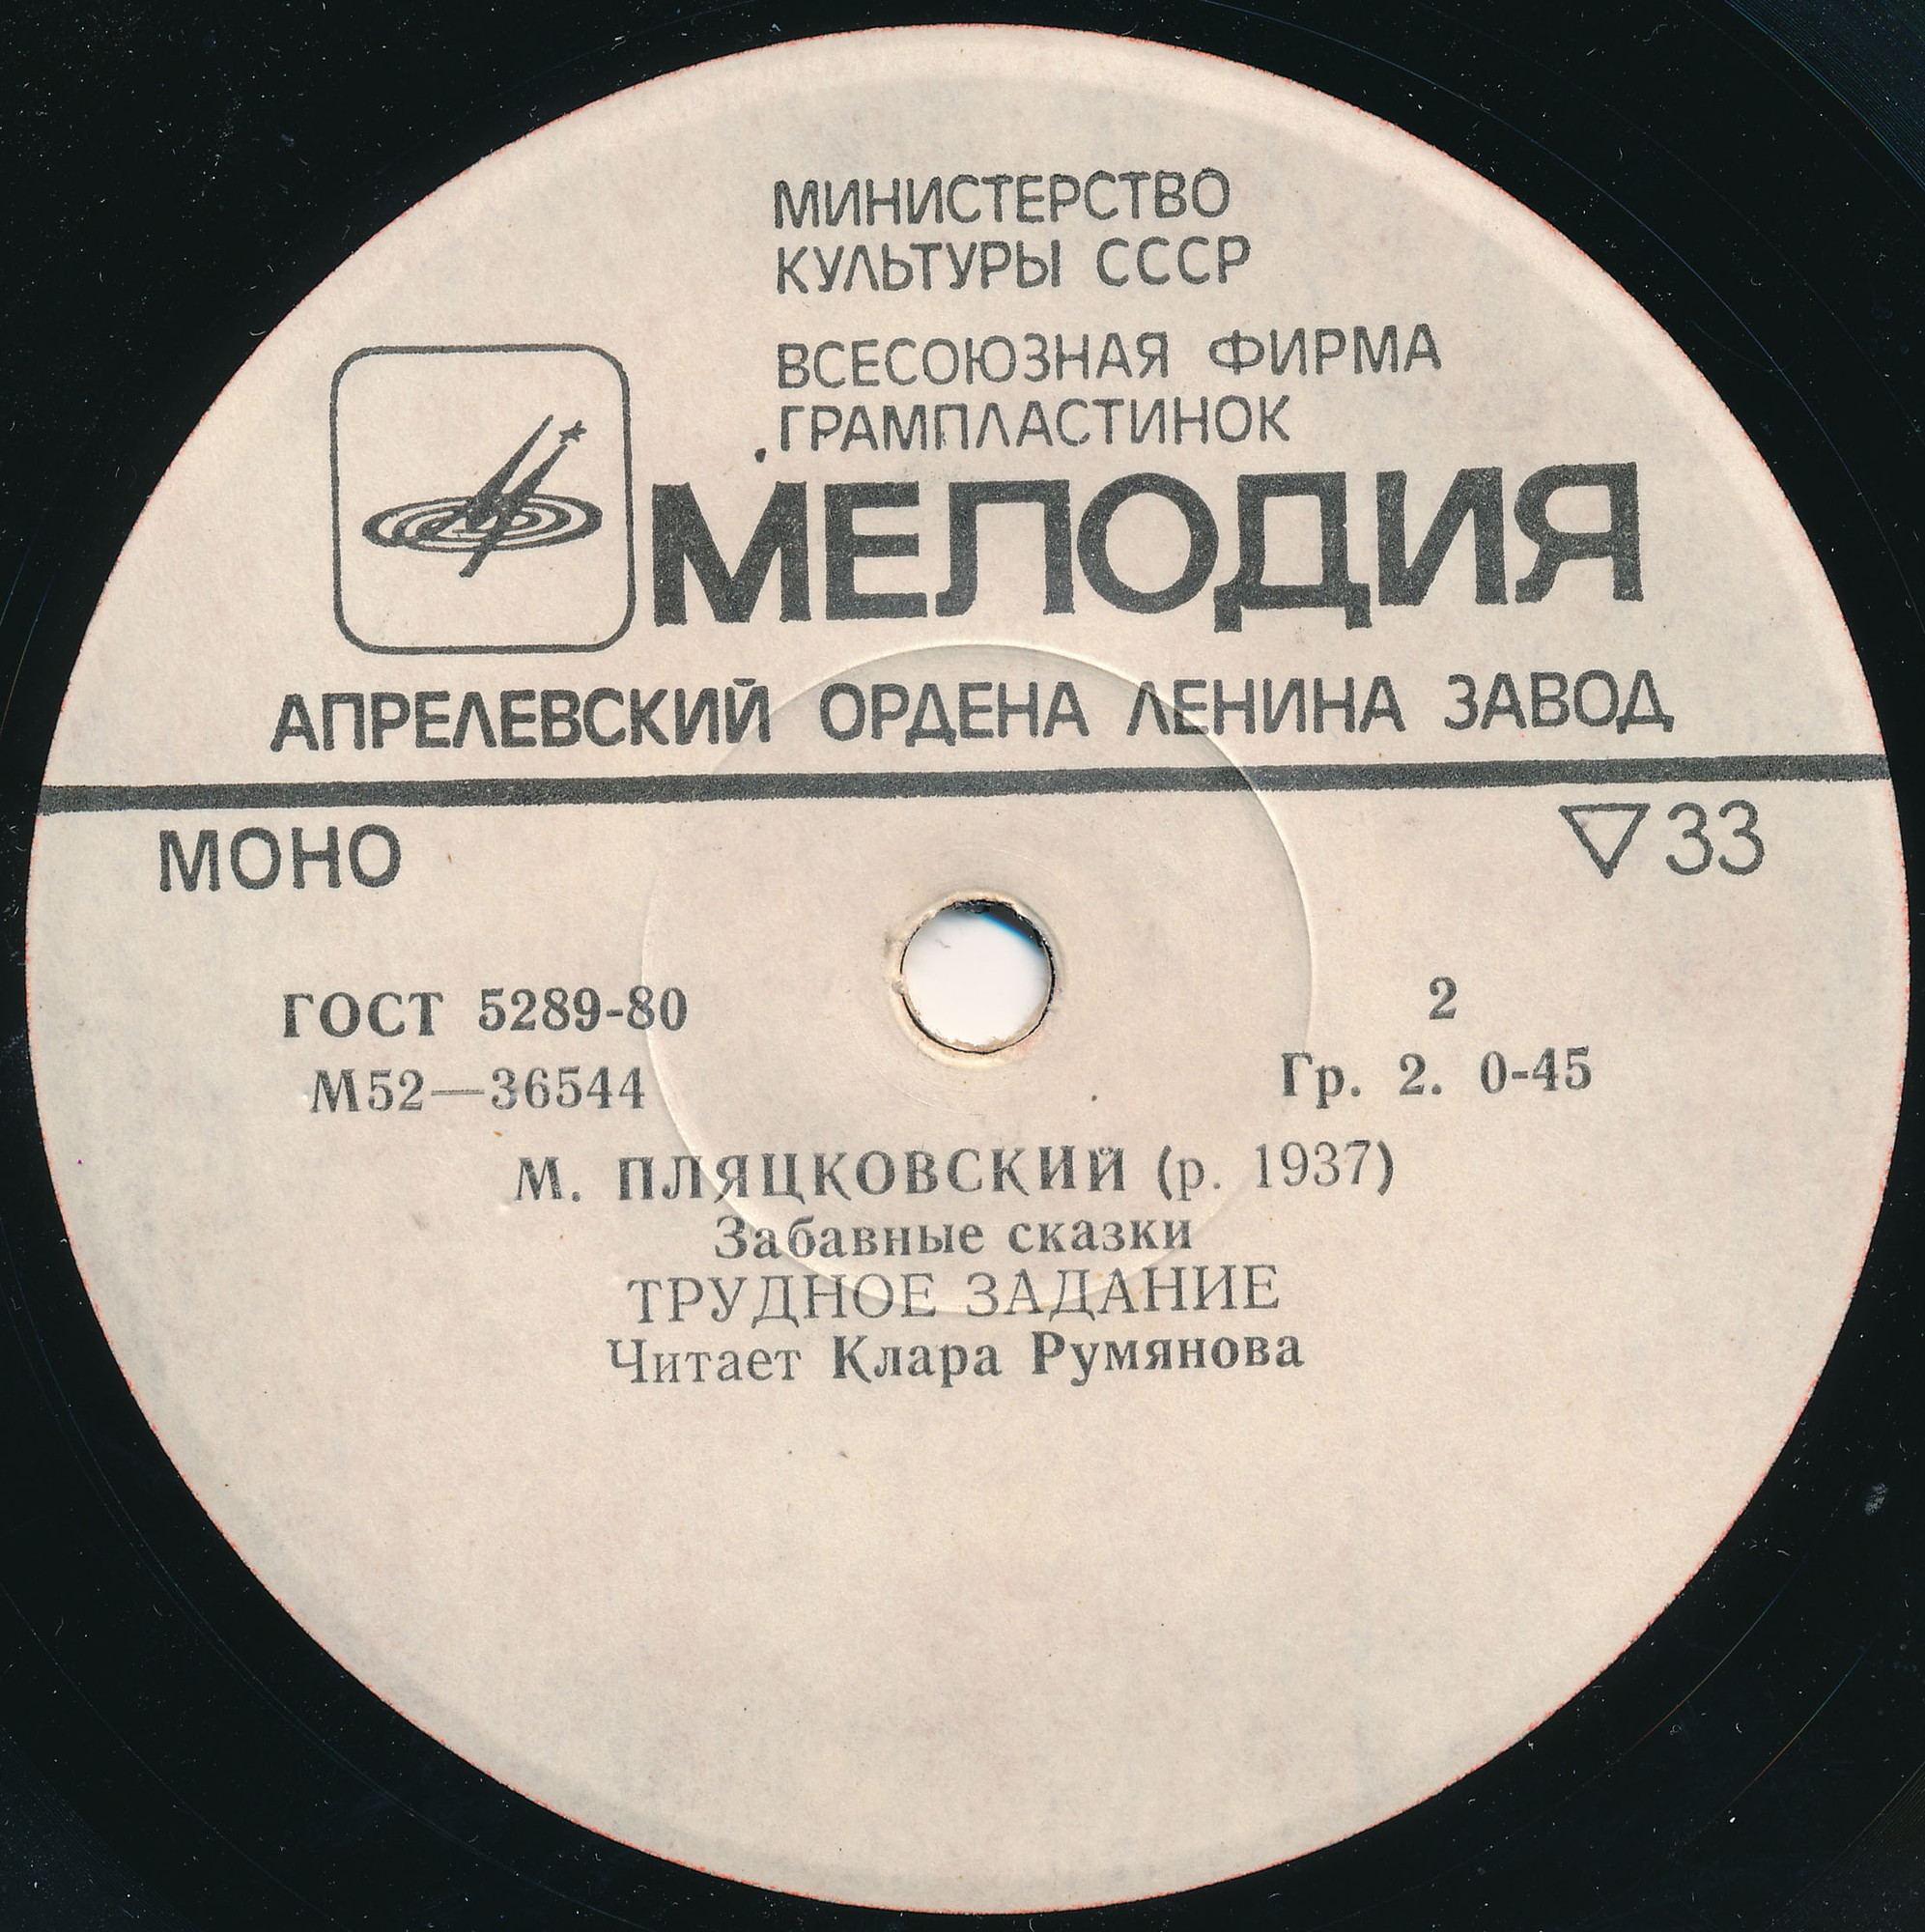 МИНИСТЕРСТВО
КУЛЬТУРЫ СССР
ВСЕСОЮЗНАЯ ФИРМА
ГРАМПЛАСТИНОК
МЕЛОДИЯ
АПРЕЛЕВСКИЙ ОРДЕНА ЛЕНИНА ЗАВОД
МОНО
▽33
ГОСТ 5289-80
М52—36544
2
Гр. 2. 0-45
М. ПЛЯЦКОВСКИЙ (р. 1937)
Забавные сказки
ТРУДНОЕ ЗАДАНИЕ
Читает Клара Румянова